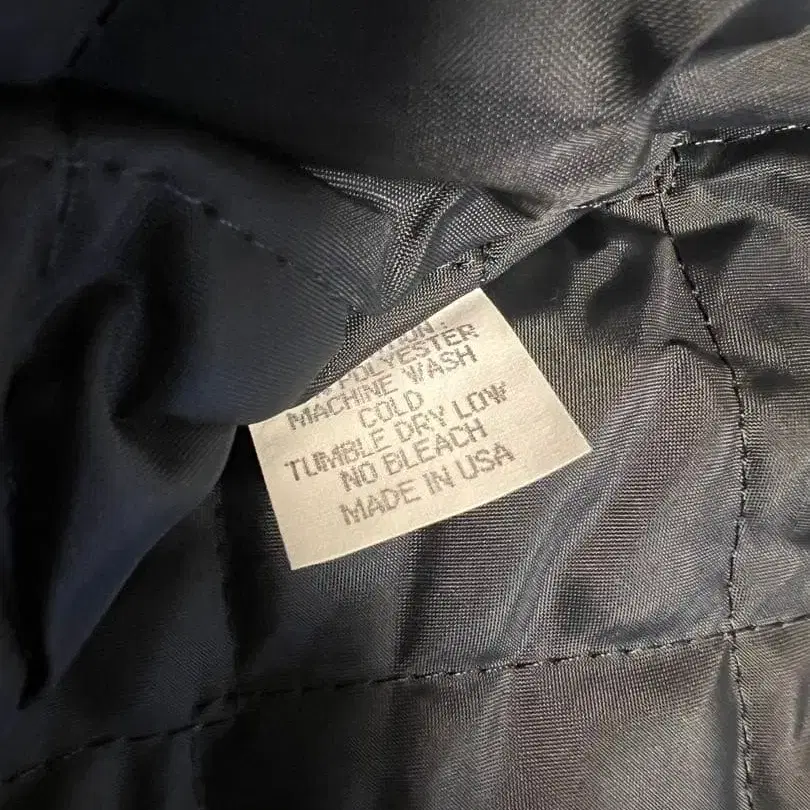 POLYESTER
MACHINE WASH
COLD
TUMBLE DRY LOW
NO BLEACH
MADE IN USA